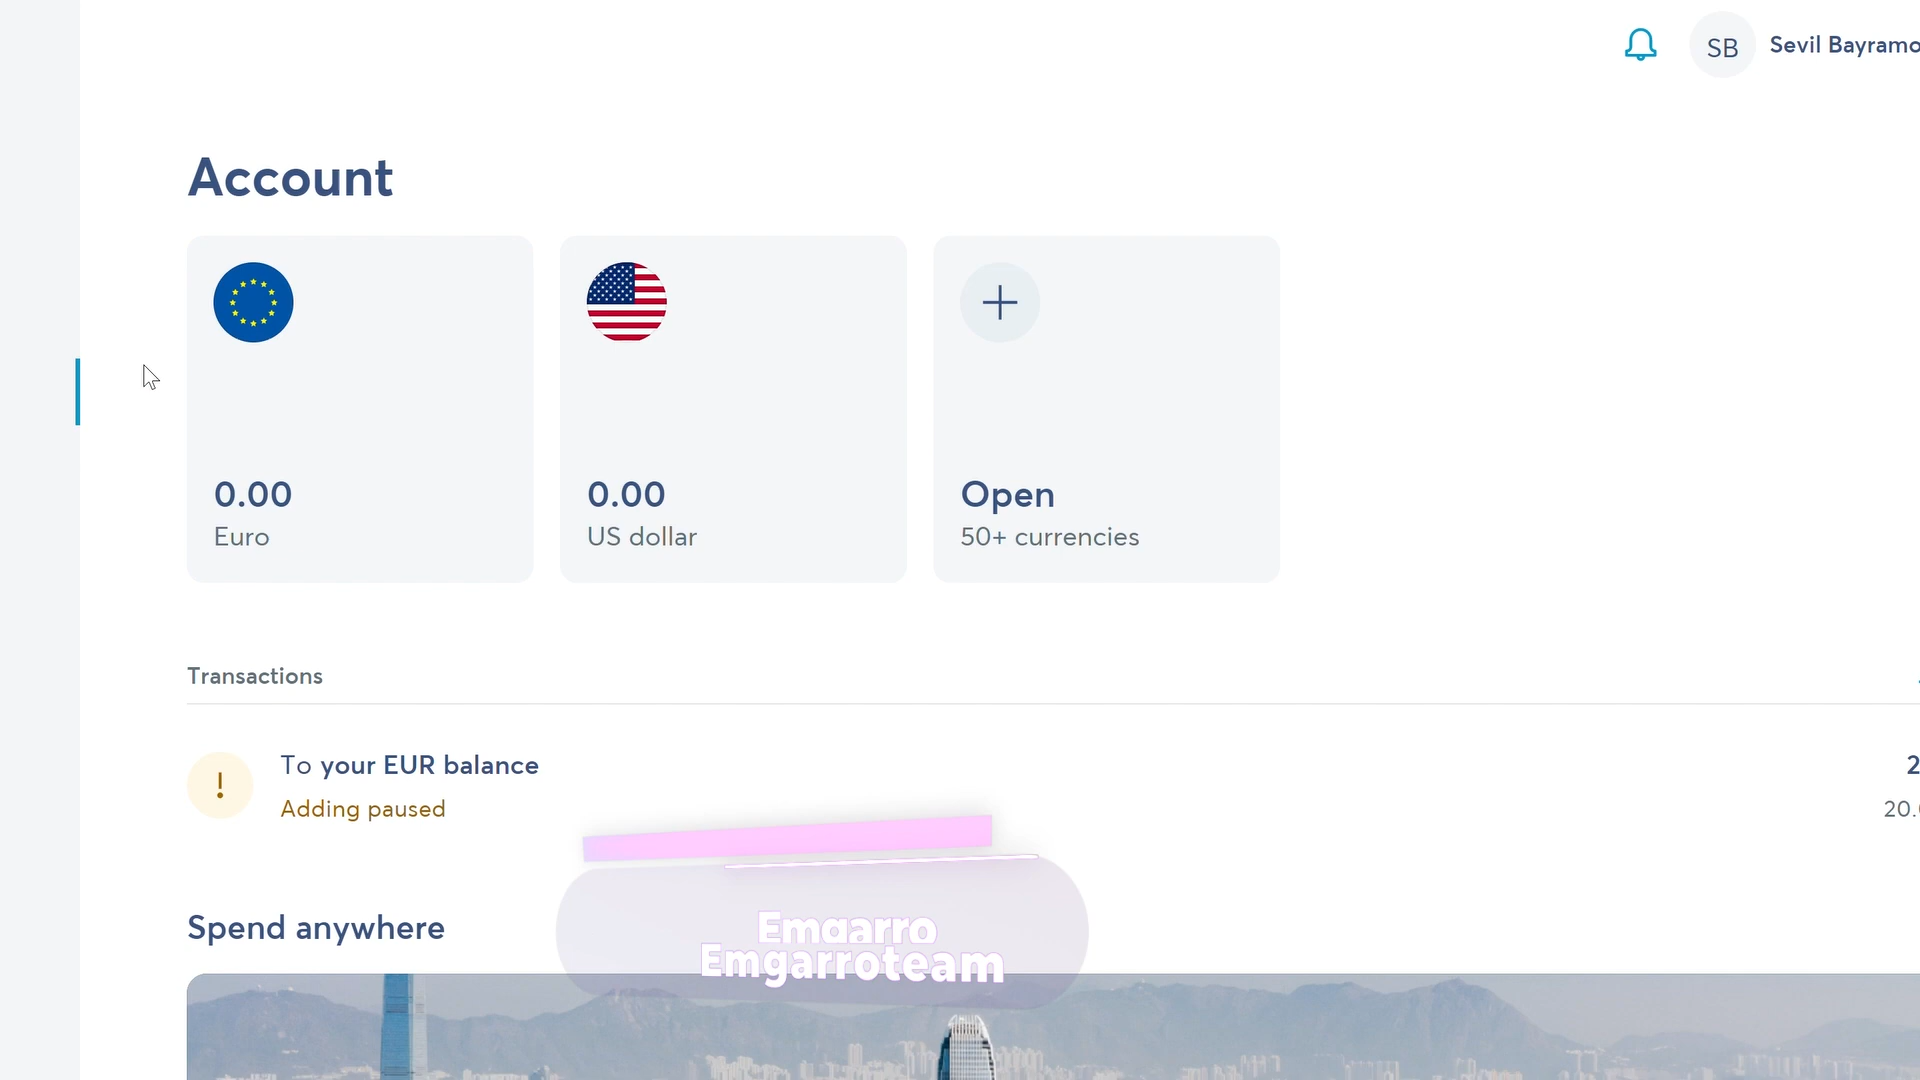 SB Sevil Bayramo
Account
0.00
Euro
0.00
US dollar
Open
50+ currencies
Transactions
To your EUR balance
2
Adding paused
20.
Spend anywhere
Emgarro
Emgarroteam